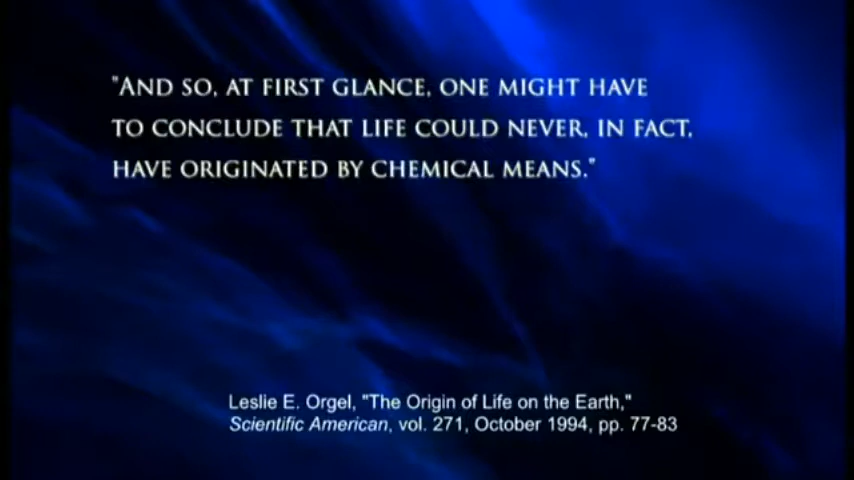 "And so, at first glance, one might have
to conclude that life could never, in fact,
have originated by chemical means."
Leslie E. Orgel, "The Origin of Life on the Earth,"
Scientific American, vol. 271, October 1994, pp. 77-83